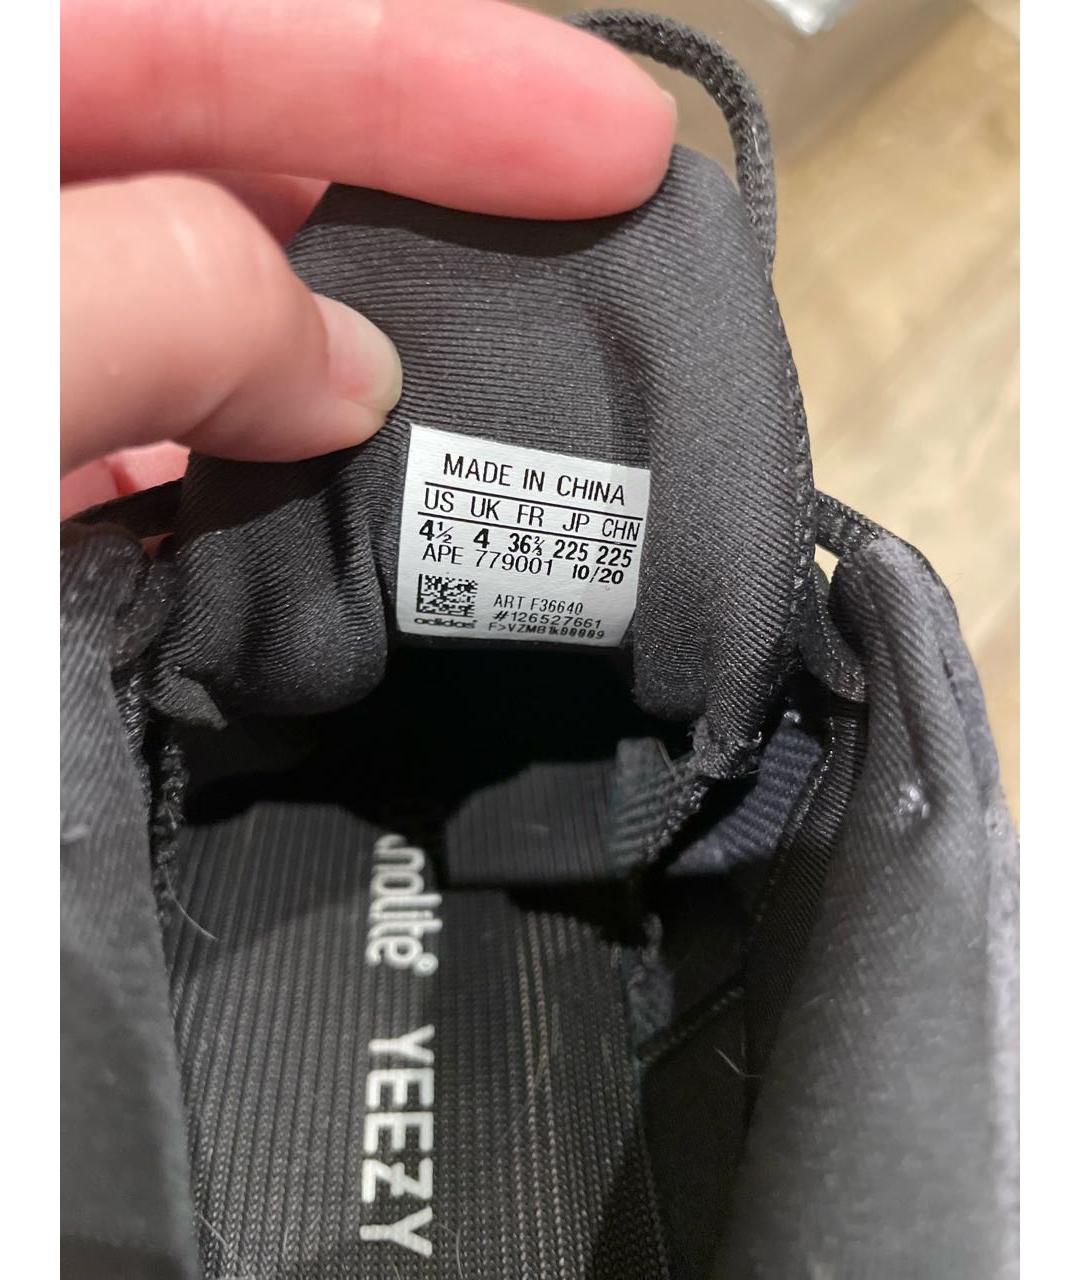 MADE IN CHINA
US UK FR JP CHN
4½ 4 36⅔ 225 225
APE 779001 10/20
ART F36640
#126527661
adidas
nolite®
YEEZY